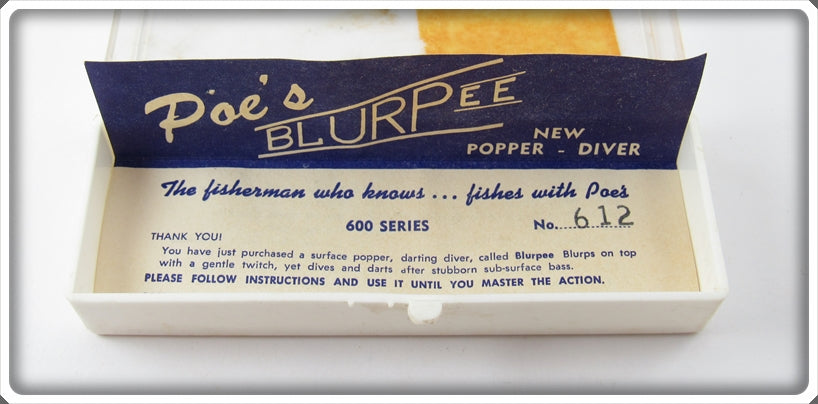 Poe's
BLURPEE
NEW
POPPER - DIVER
The fisherman who knows... fishes with Poe's
600 SERIES No. 612
THANK YOU!
You have just purchased a surface popper, darting diver, called Blurpee Blurps on top
with a gentle twitch, yet dives and darts after stubborn sub-surface bass.
PLEASE FOLLOW INSTRUCTIONS AND USE IT UNTIL YOU MASTER THE ACTION.